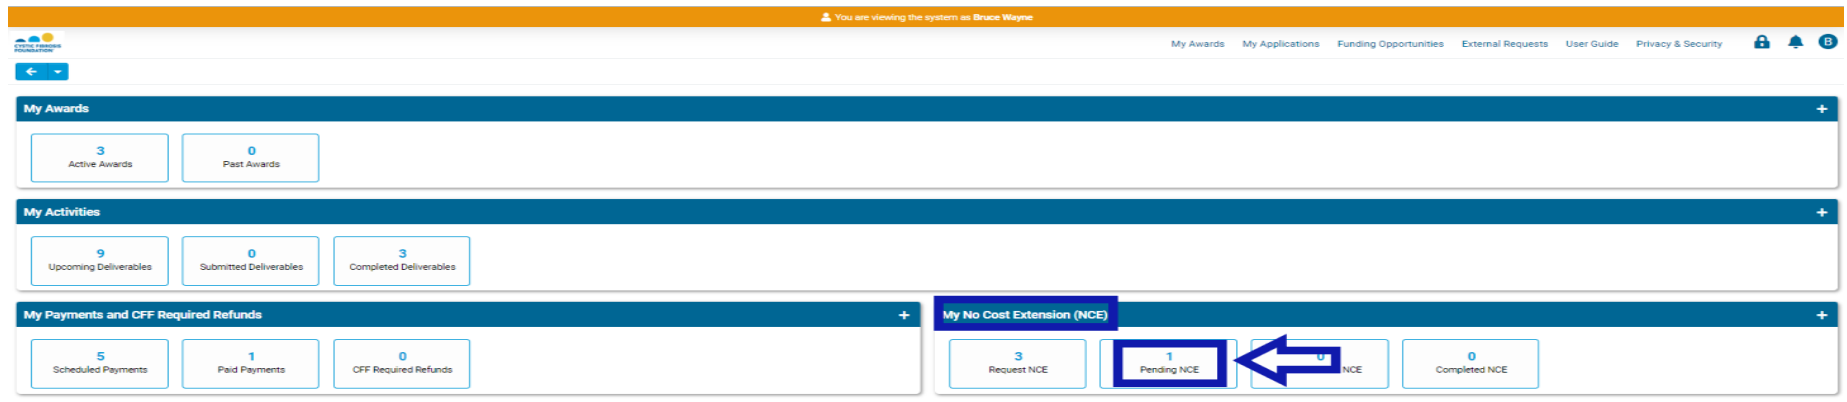 You are viewing the system as Bruce Wayne
CYSTIC FIBROSIS
FOUNDATION
My Awards My Applications Funding Opportunities External Requests User Guide Privacy & Security B
My Awards +
3
Active Awards
0
Past Awards
My Activities +
9
Upcoming Deliverables
0
Submitted Deliverables
3
Completed Deliverables
My Payments and CFF Required Refunds +
5
Scheduled Payments
1
Paid Payments
0
CFF Required Refunds
My No Cost Extension (NCE) +
3
Request NCE
1
Pending NCE
0
NCE
0
Completed NCE